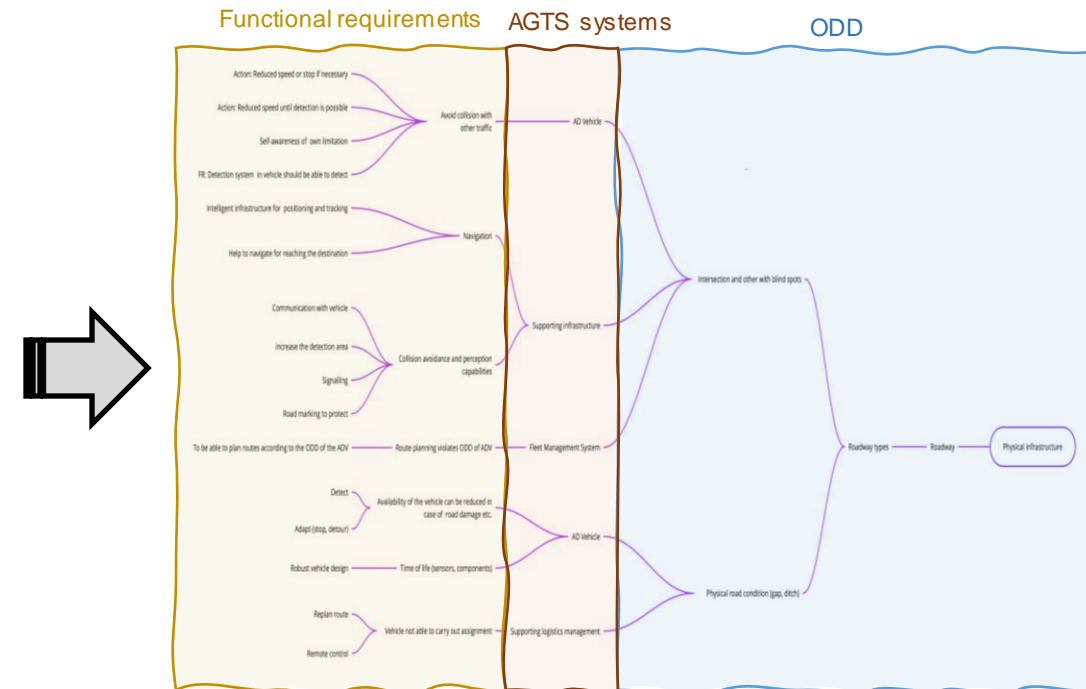 Functional requirements
AGTS systems
ODD
Action: Reduced speed or stop if necessary
Action: Reduced speed until detection is possible
Self-awareness of own limitation
FR: Detection system in vehicle should be able to detect
Avoid collision with
other traffic
AD Vehicle
Intelligent infrastructure for positioning and tracking
Help to navigate for reaching the destination
Navigation
Communication with vehicle
increase the detection area
Signalling
Road marking to protect
Collision avoidance and perception
capabilities
Supporting infrastructure
Intersection and other with blind spots
To be able to plan routes according to the ODD of the ADV
Route planning violates ODD of ADV
Fleet Management System
Roadway types
Roadway
Physical infrastructure
Detect
Adapt (stop, detour)
Availability of the vehicle can be reduced in
case of road damage etc.
AD Vehicle
Robust vehicle design
Time of life (sensors, components)
Physical road condition (gap, ditch)
Replan route
Remote control
Vehicle not able to carry out assignment
Supporting logistics management